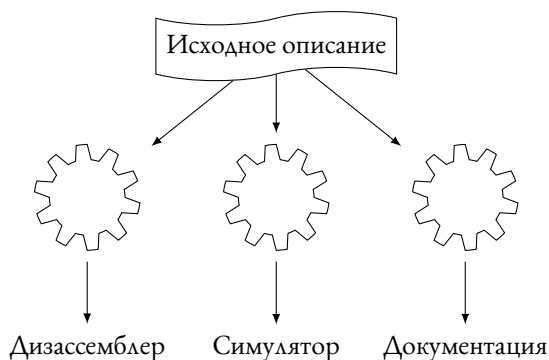 Исходное описание
Дизассемблер Симулятор Документация